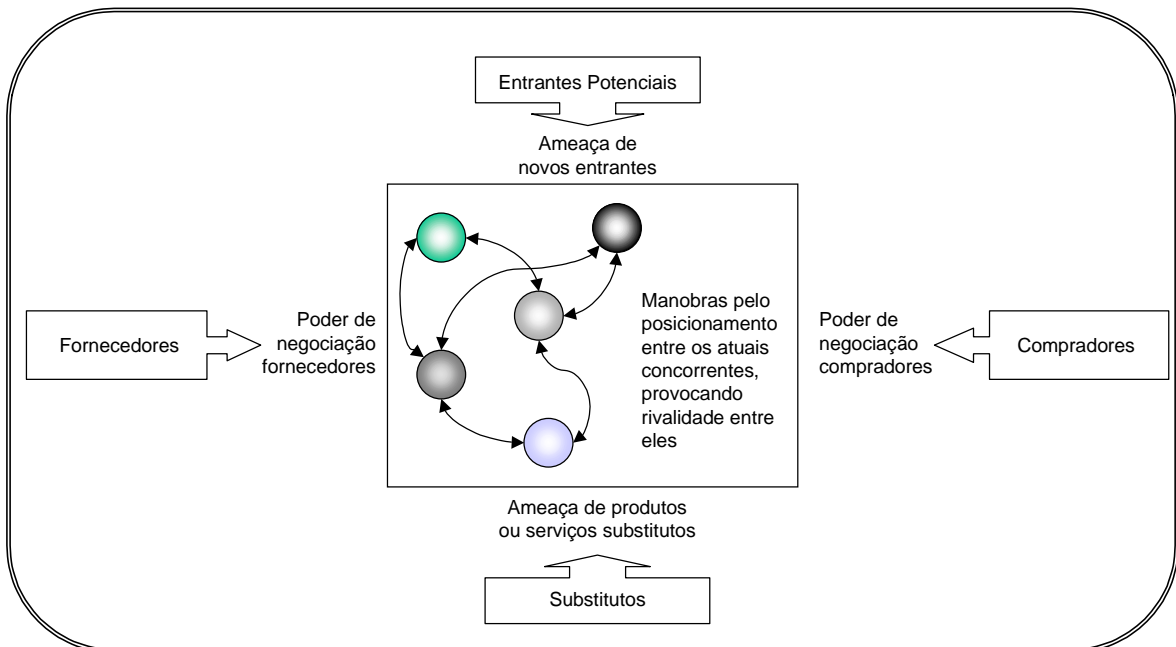 Entrantes Potenciais
Ameaça de
novos entrantes
Fornecedores
Poder de
negociação
fornecedores
Manobras pelo
posicionamento
entre os atuais
concorrentes,
provocando
rivalidade entre
eles
Poder de
negociação
compradores
Compradores
Ameaça de produtos
ou serviços substitutos
Substitutos